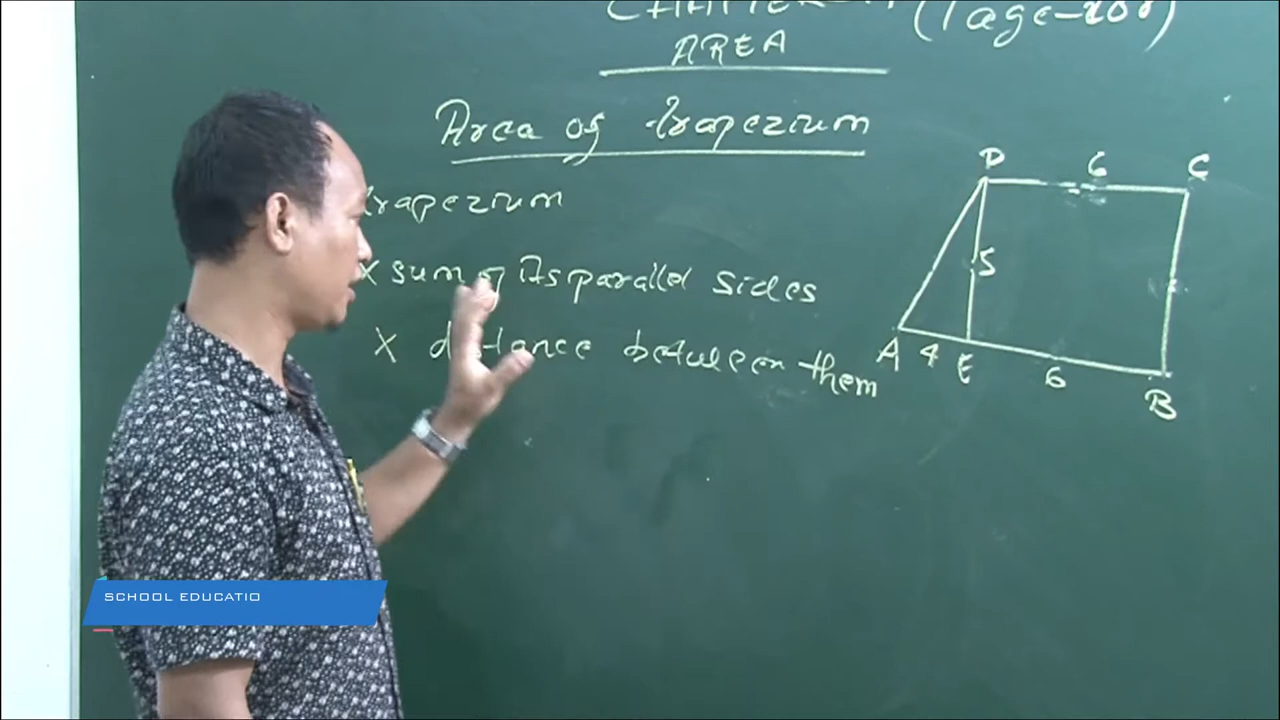 AREA
Area of trapezium
trapezium
X sum of its parallel sides
X distance between them
D 6 C
5
A 4 E 6 B
SCHOOL EDUCATIO